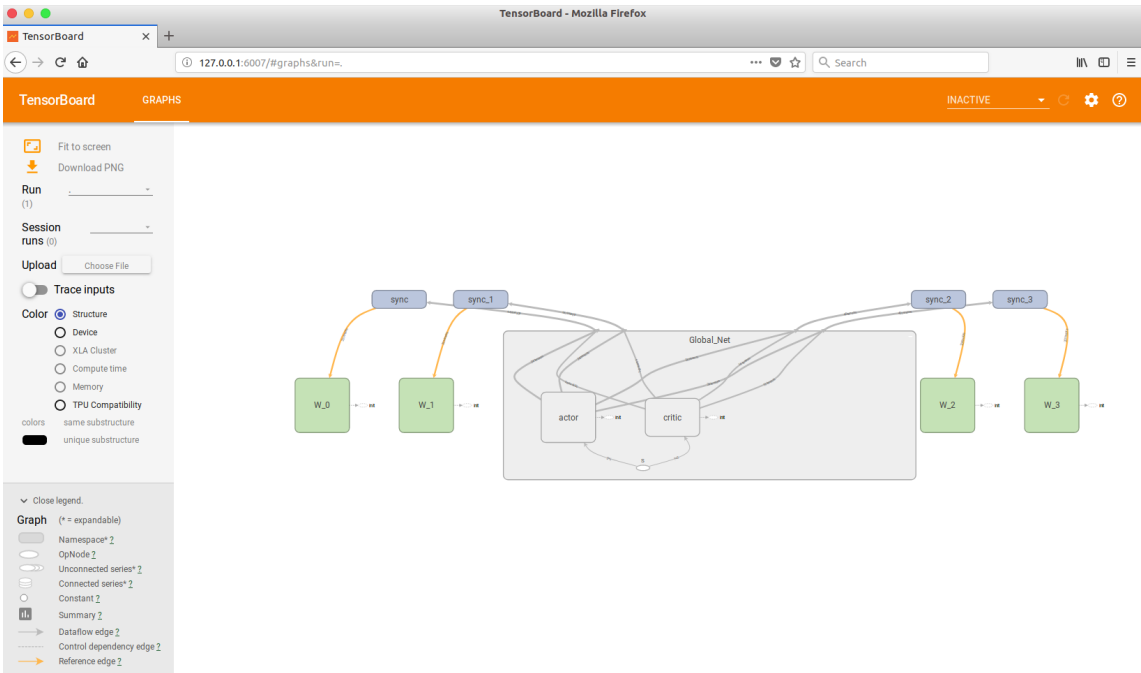 TensorBoard - Mozilla Firefox
TensorBoard
127.0.0.1:6007/#graphs&run=.
Search
TensorBoard
GRAPHS
INACTIVE
Fit to screen
Download PNG
Run
.
(1)
Session
runs (0)
Upload
Choose File
Trace inputs
Color
Structure
Device
XLA Cluster
Compute time
Memory
TPU Compatibility
colors
same substructure
unique substructure
Close legend.
Graph
(* = expandable)
Namespace* ?
OpNode ?
Unconnected series* ?
Connected series* ?
Constant ?
Summary ?
Dataflow edge ?
Control dependency edge ?
Reference edge ?
sync
sync_1
sync_2
sync_3
Global_Net
W_0
W_1
actor
critic
S
W_2
W_3